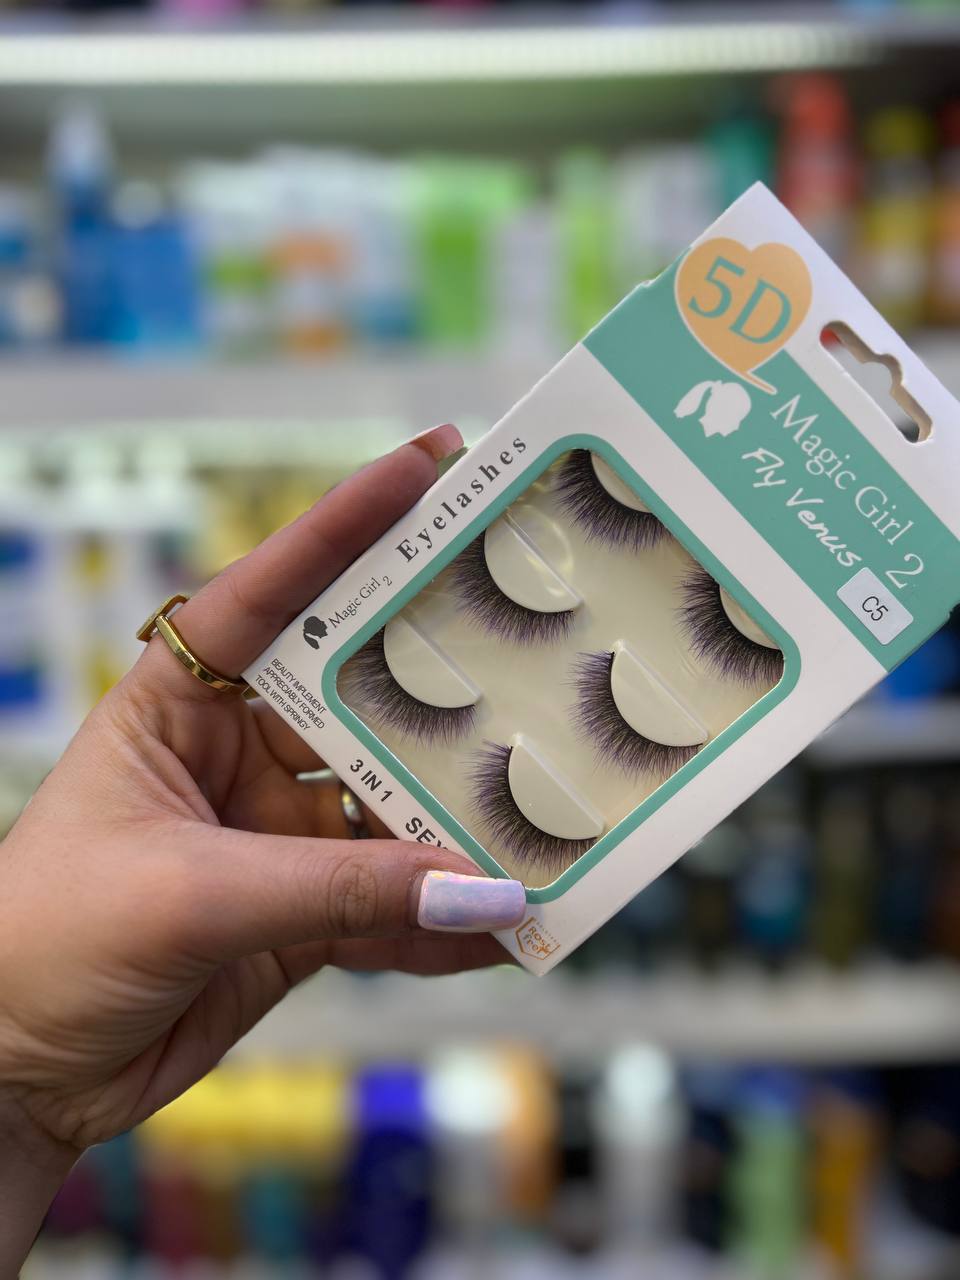 5D
Magic Girl 2
Fly Venus
C5
Eyelashes
Magic Girl 2
BEAUTY IMPLEMENT
APPRECIABLY FORMED
TOOL WITH SPRINGY
3 IN 1